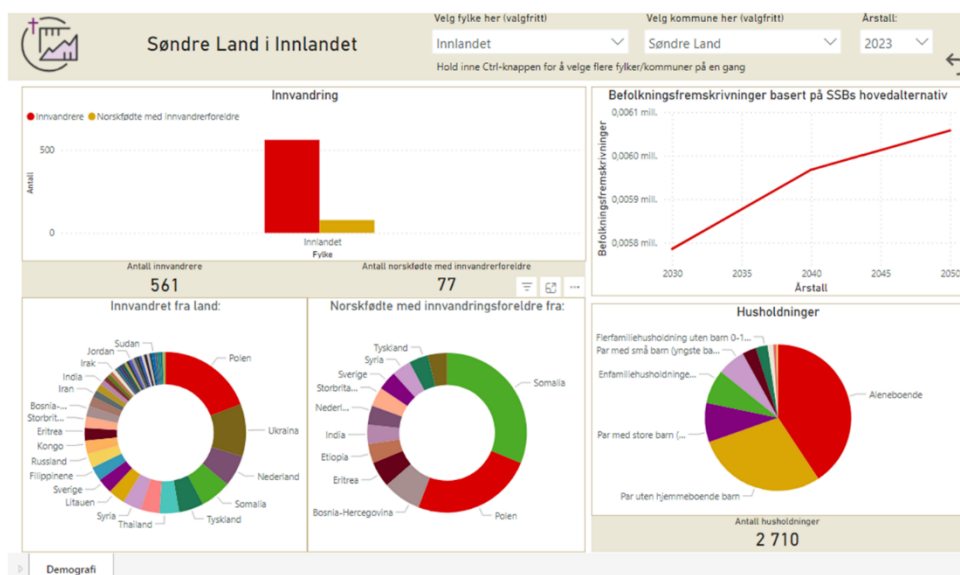 Søndre Land i Innlandet
Velg fylke her (valgfritt)
Innlandet
Velg kommune her (valgfritt)
Søndre Land
Årstall:
2023
Hold inne Ctrl-knappen for å velge flere fylker/kommuner på en gang
Innvandring
Innvandrere
Norskfødte med innvandrerforeldre
Antall
500
0
Innlandet
Fylke
Antall innvandrere
561
Antall norskfødte med innvandrerforeldre
77
Befolkningsfremskrivninger basert på SSBs hovedalternativ
Befolkningsfremskrivninger
0,0061 mill.
0,0060 mill.
0,0059 mill.
0,0058 mill.
2030
2035
2040
2045
2050
Årstall
Innvandret fra land:
Sudan
Jordan
Irak
India
Iran
Bosnia-...
Storbrit...
Eritrea
Kongo
Russland
Filippinene
Sverige
Litauen
Syria
Thailand
Tyskland
Somalia
Nederland
Ukraina
Polen
Norskfødte med innvandringsforeldre fra:
Tyskland
Syria
Sverige
Storbrita...
Nederl...
India
Etiopia
Eritrea
Bosnia-Hercegovina
Polen
Somalia
Husholdninger
Flerfamiliehusholdning uten barn 0-1...
Par med små barn (yngste ba...
Enfamiliehusholdninge...
Par med store barn (...
Par uten hjemmeboende barn
Aleneboende
Antall husholdninger
2 710
Demografi